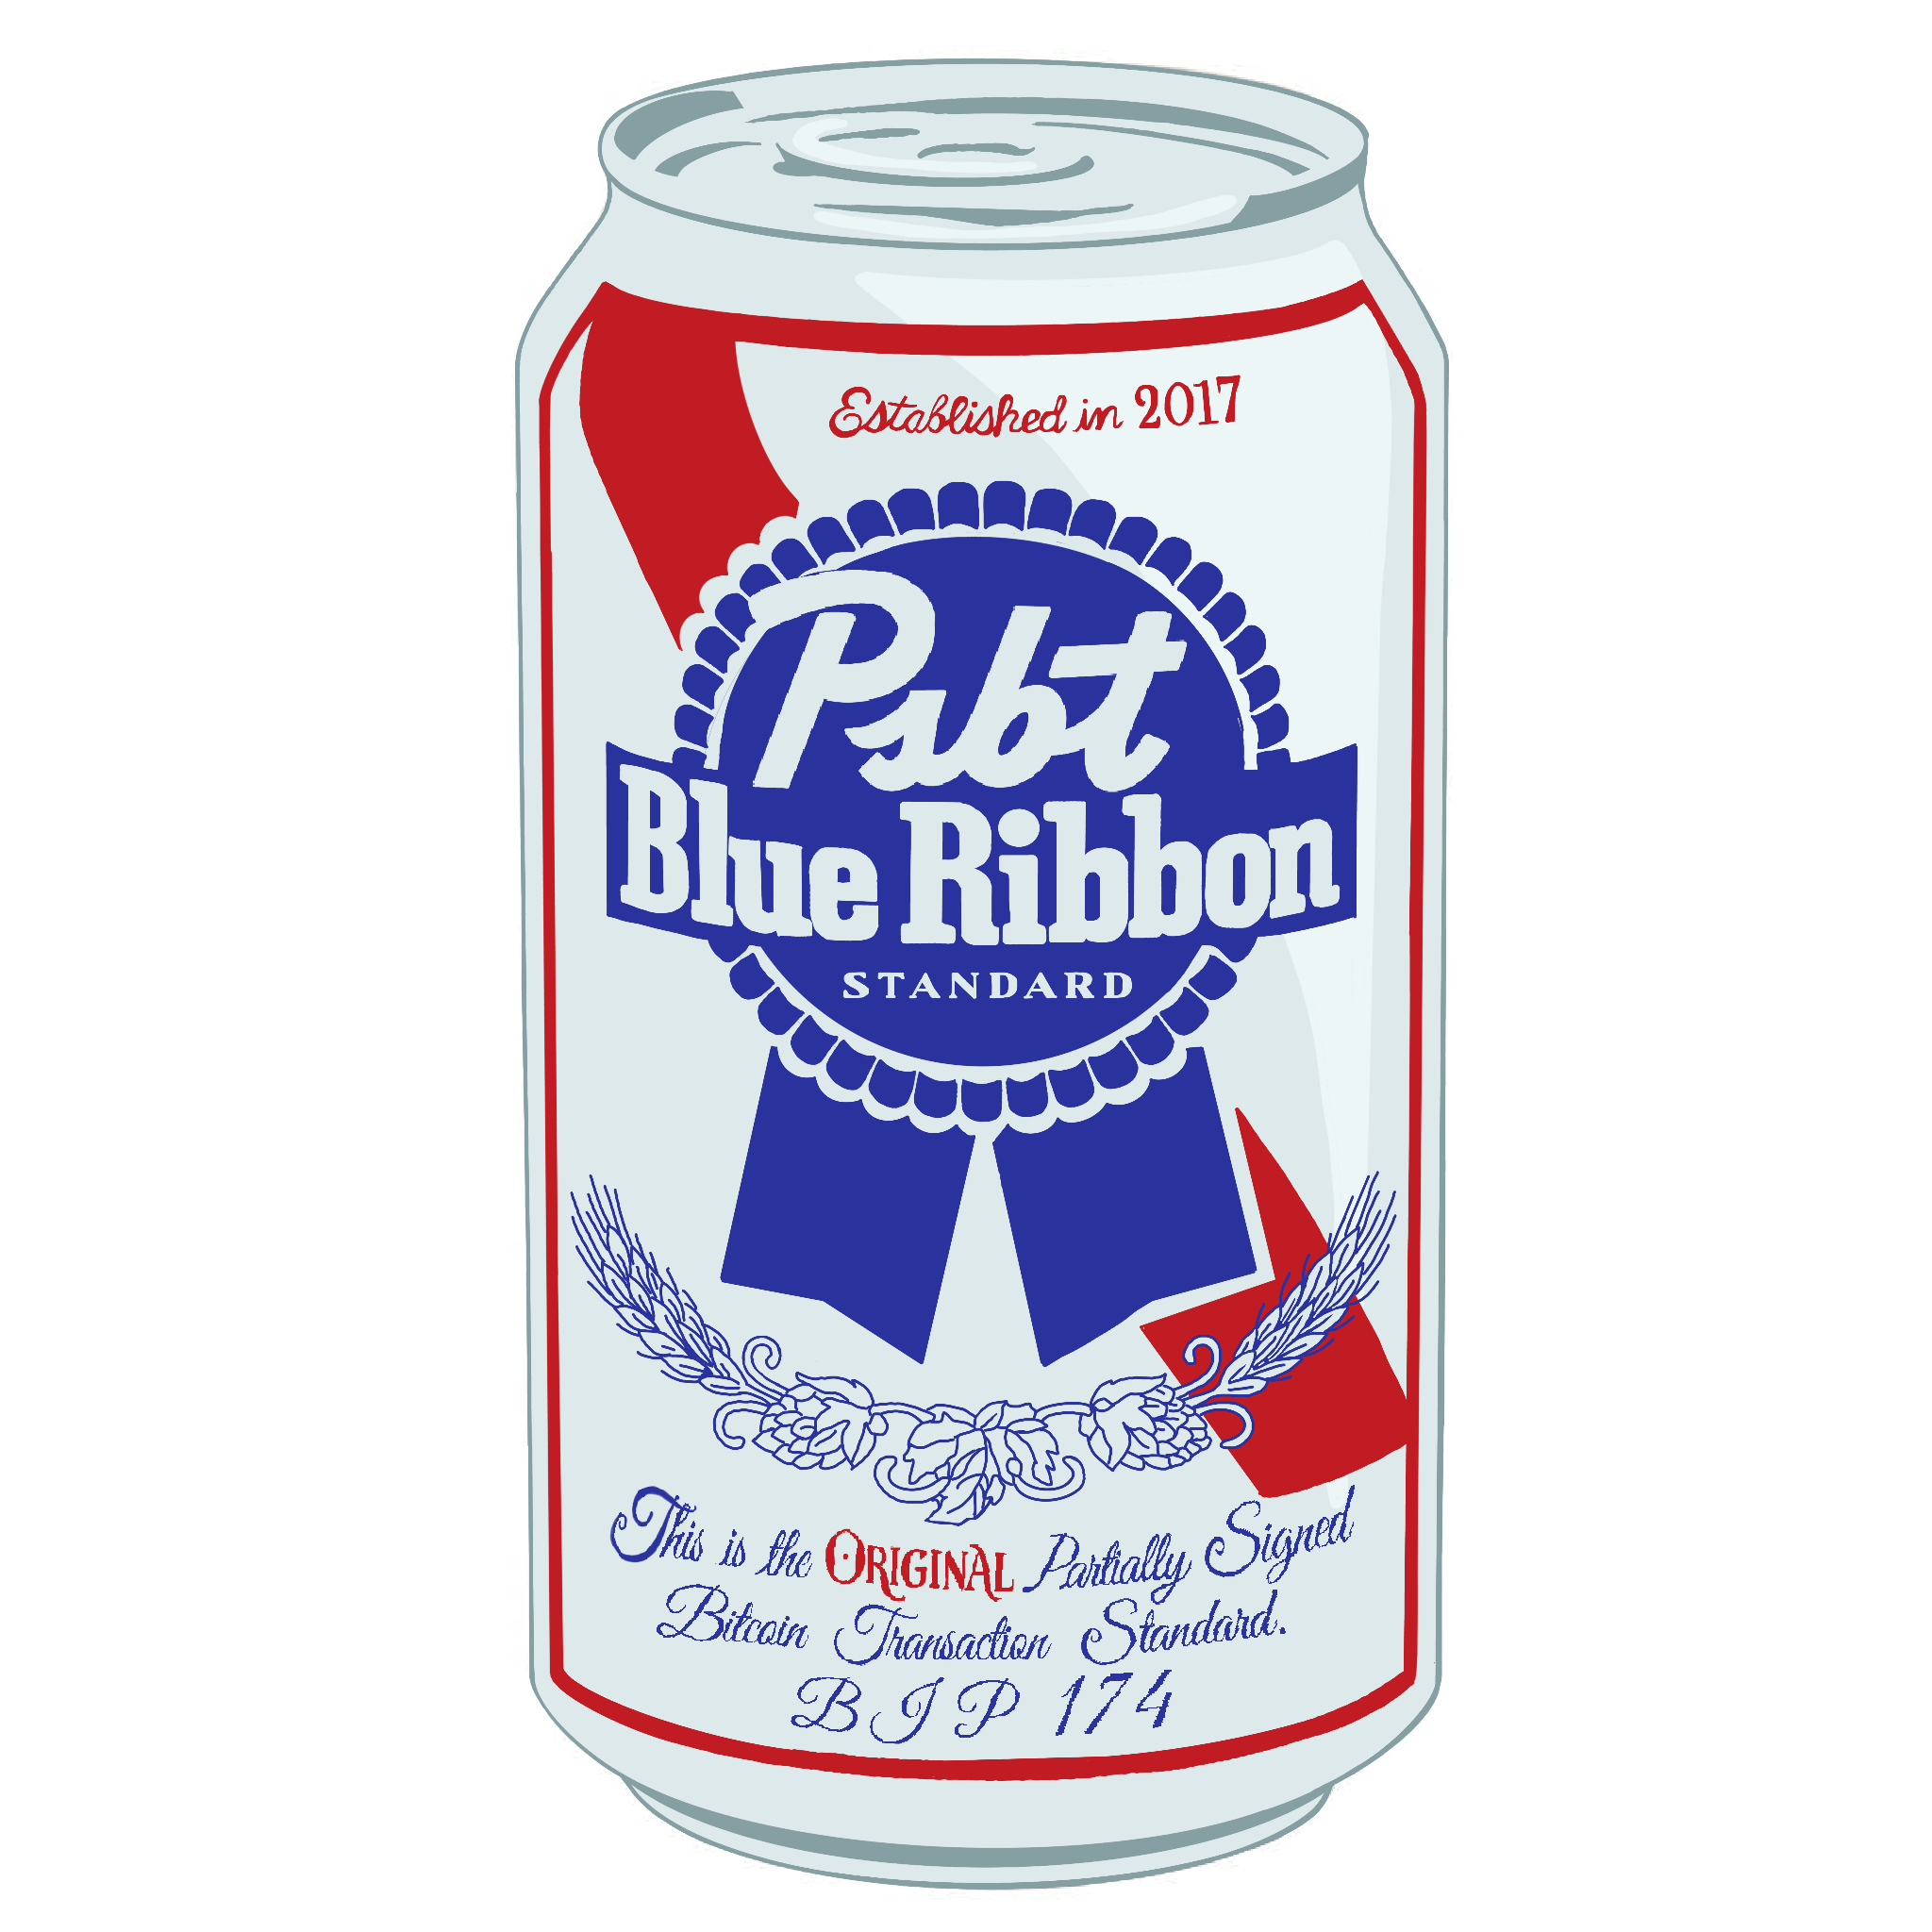 Established in 2017
Psbt
Blue Ribbon
STANDARD
This is the ORIGINAL Partially Signed
Bitcoin Transaction Standard.
BIP 174